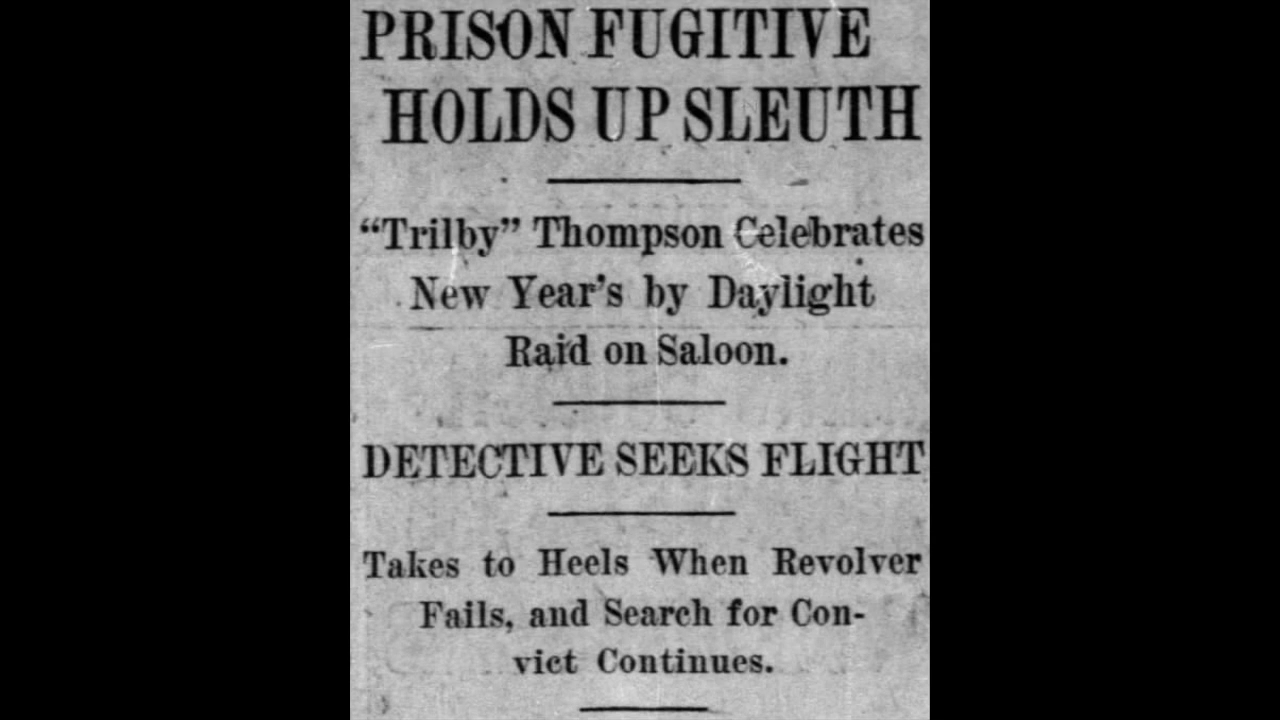 PRISON FUGITIVE
HOLDS UP SLEUTH
“Trilby” Thompson Celebrates
New Year's by Daylight
Raid on Saloon.
DETECTIVE SEEKS FLIGHT
Takes to Heels When Revolver
Fails, and Search for Con-
vict Continues.